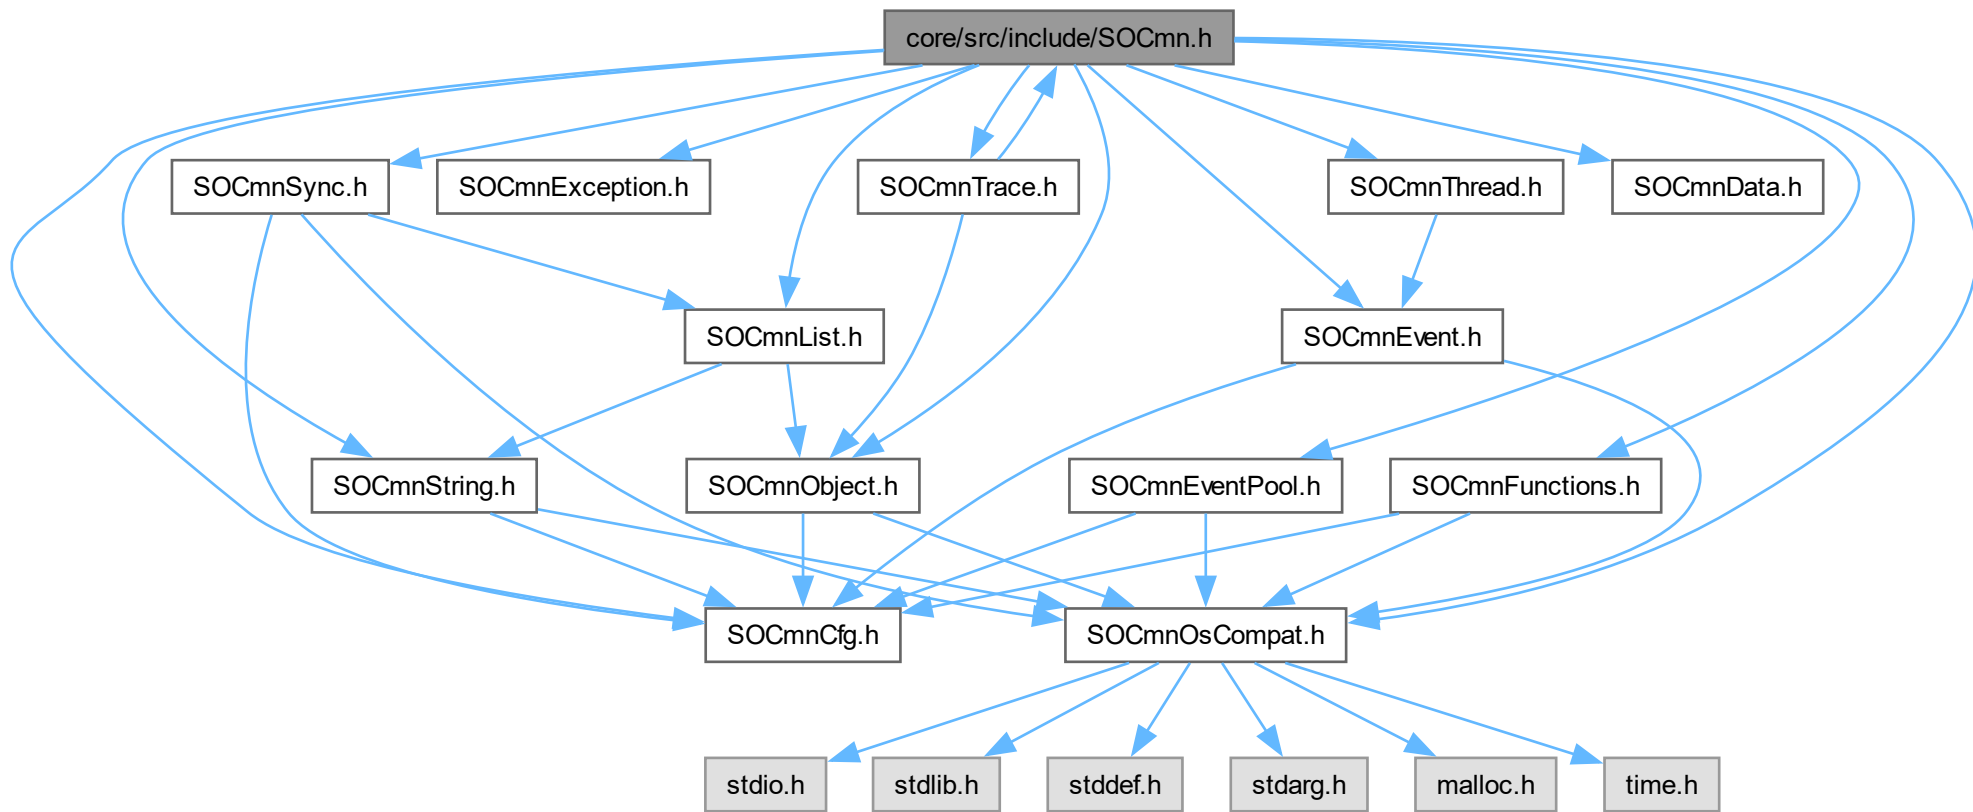 core/src/include/SOCmn.h
SOCmnSync.h
SOCmnException.h
SOCmnTrace.h
SOCmnThread.h
SOCmnData.h
SOCmnList.h
SOCmnEvent.h
SOCmnString.h
SOCmnObject.h
SOCmnEventPool.h
SOCmnFunctions.h
SOCmnCfg.h
SOCmnOsCompat.h
stdio.h
stdlib.h
stddef.h
stdarg.h
malloc.h
time.h